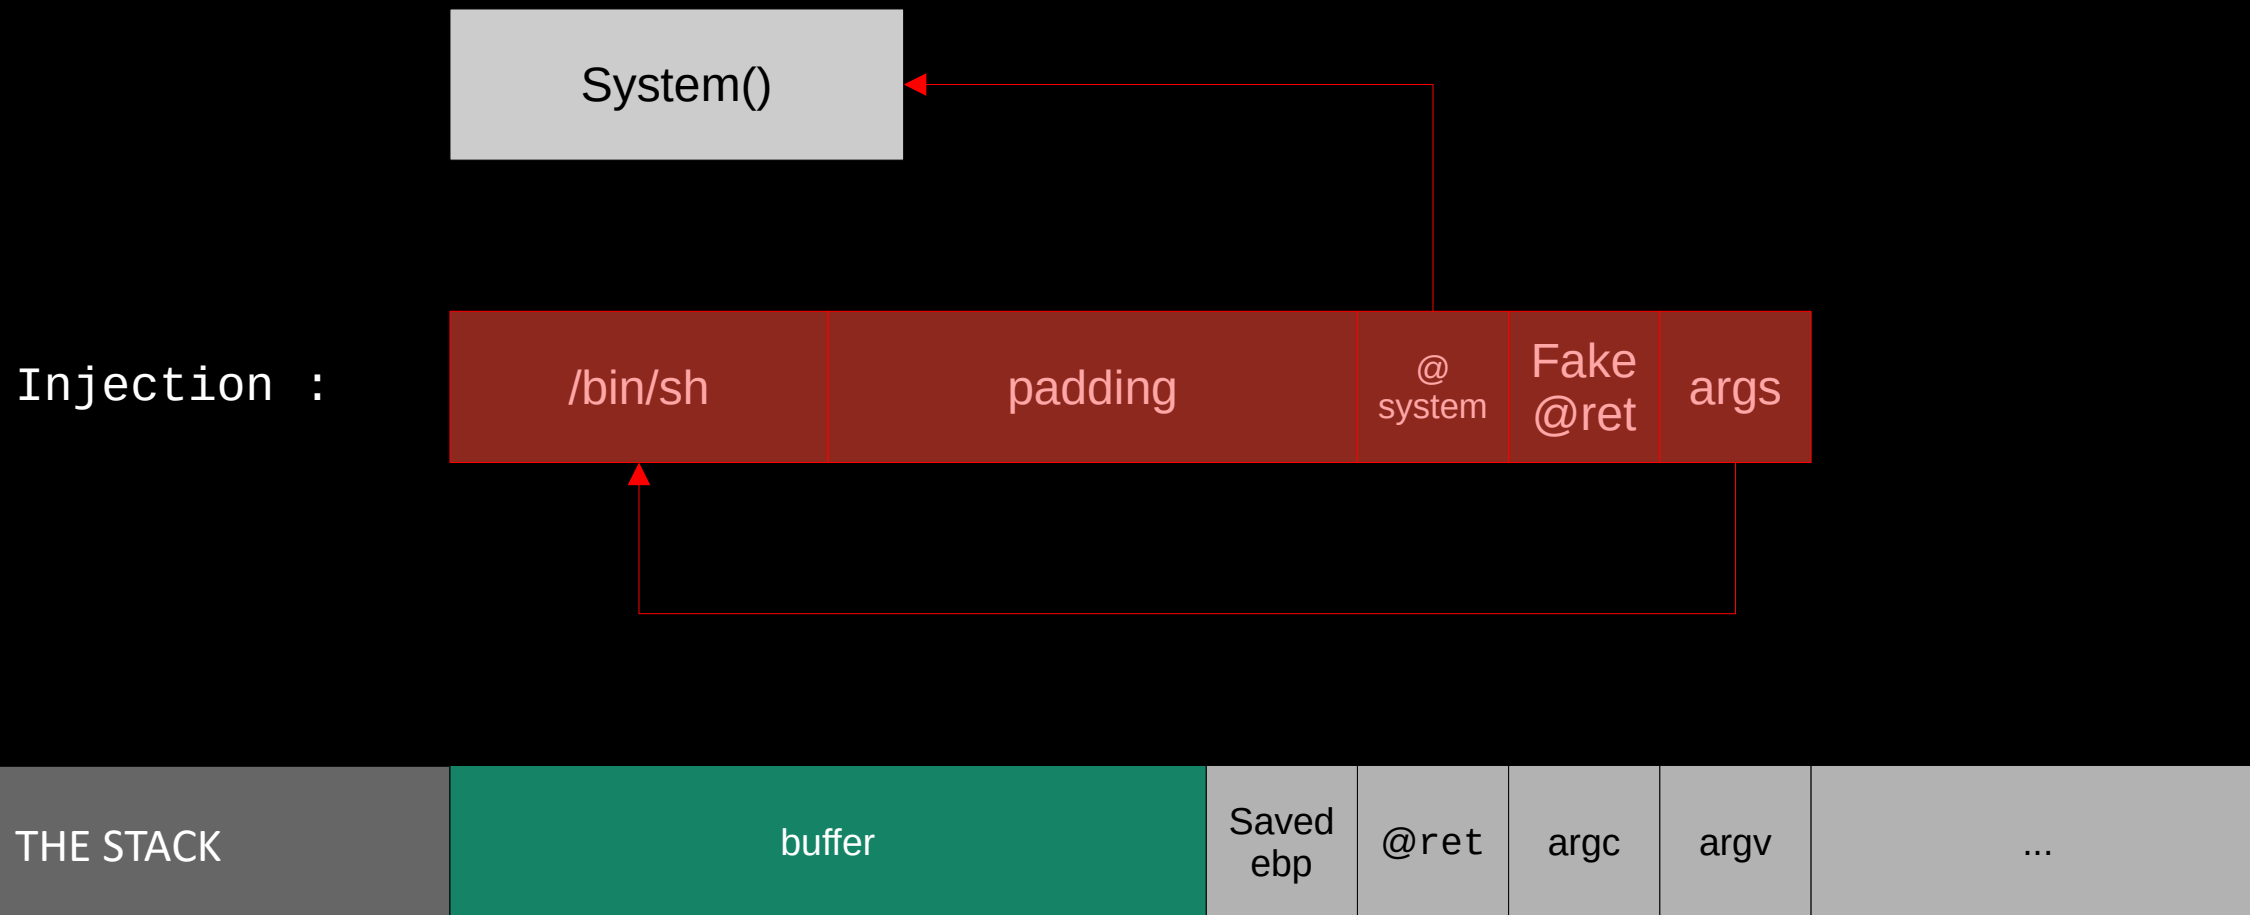 System()
Injection :
/bin/sh
padding
@
system
Fake
@ret
args
THE STACK
buffer
Saved
ebp
@ret
argc
argv
...